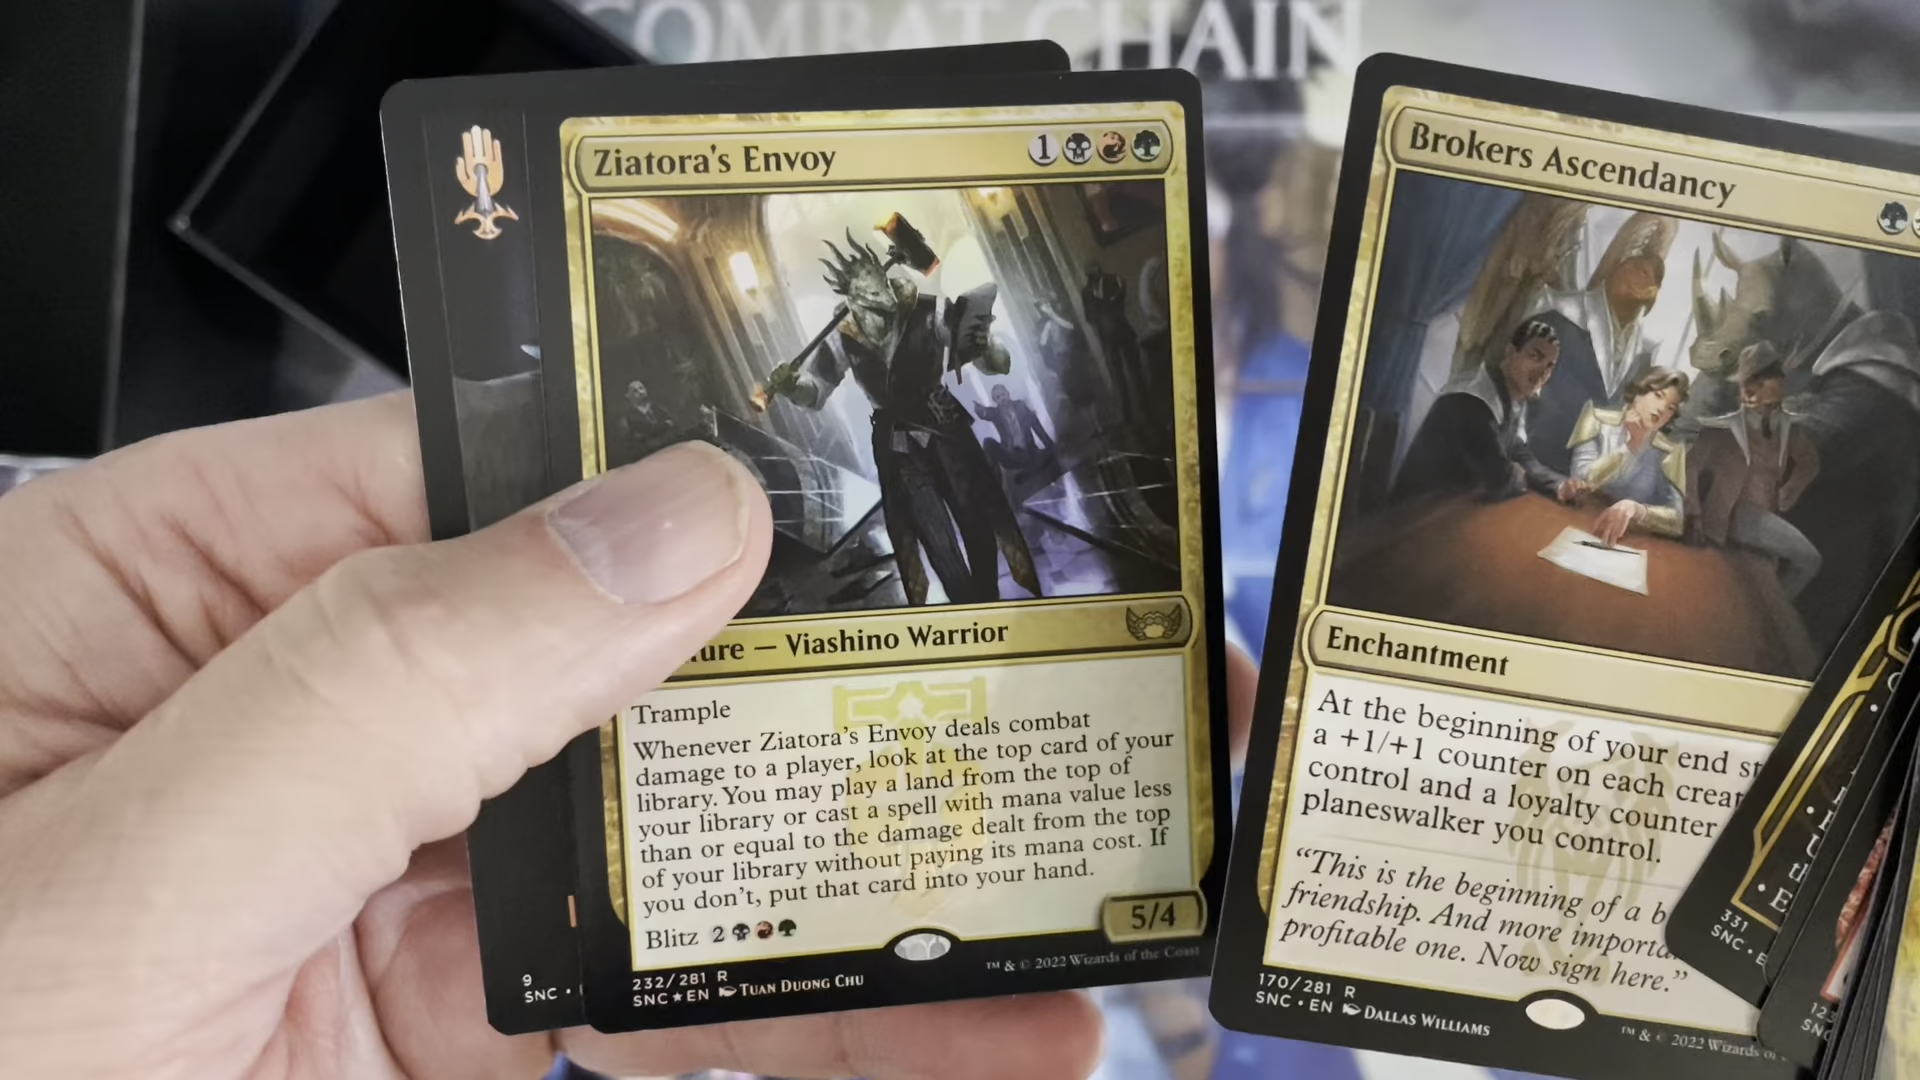 COMBAT CHAIN
Ziatora's Envoy
1
Viashino Warrior
Trample
Whenever Ziatora's Envoy deals combat
damage to a player, look at the top card of your
library. You may play a land from the top of
your library or cast a spell with mana value less
than or equal to the damage dealt from the top
of your library without paying its mana cost. If
you don't, put that card into your hand.
Blitz 2
5/4
232/281 R
SNC★EN TUAN DUONG CHU
™ & © 2022 Wizards of the Coast
9
SNC •
Brokers Ascendancy
Enchantment
At the beginning of your end
a +1/+1 counter on each
control and a loyalty counter
planeswalker you control.
"This is the beginning of a
friendship. And more
profitable one. Now sign here."
170/281 R
SNC • EN DALLAS WILLIAMS
™ & © 2022 Wizards
331
SNC • E